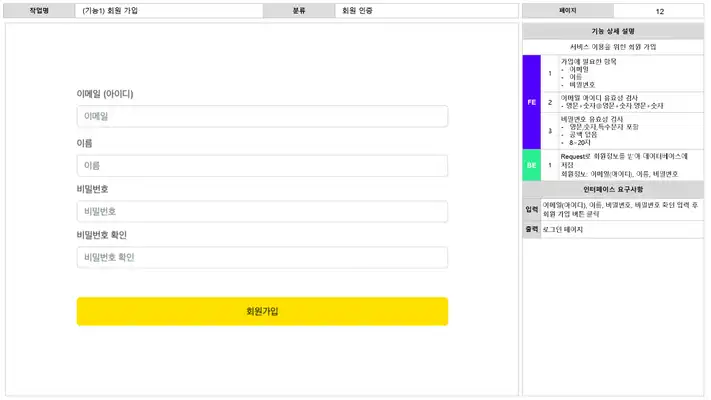 작업명 (기능1) 회원 가입 분류 회원 인증 페이지 12
이메일 (아이디)
이메일
이름
이름
비밀번호
비밀번호
비밀번호 확인
비밀번호 확인
회원가입
기능 상세 설명
서비스 이용을 위한 회원 가입
FE
1
가입에 필요한 항목
- 이메일
- 이름
- 비밀번호
2
이메일 아이디 유효성 검사
- 영문+숫자@영문+숫자.영문+숫자
3
비밀번호 유효성 검사
- 영문,숫자,특수문자 포함
- 공백 없음
- 8~20자
BE
1
Request로 회원정보를 받아 데이터베이스에
저장
회원정보: 이메일(아이디), 이름, 비밀번호
인터페이스 요구사항
입력
이메일(아이디), 이름, 비밀번호, 비밀번호 확인 입력 후
회원 가입 버튼 클릭
출력
로그인 페이지